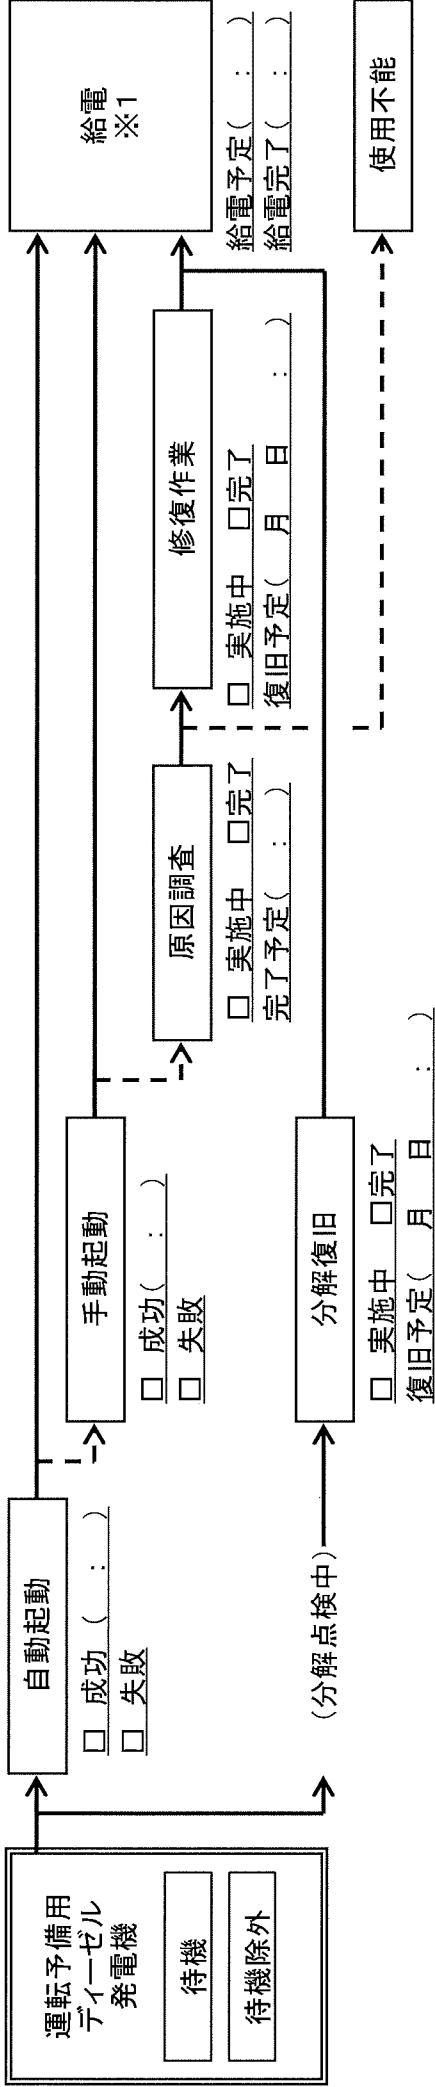 運転予備用
ディーゼル
発電機
待機
待機除外
自動起動
□ 成功 ( : )
□ 失敗
(分解点検中)
手動起動
□ 成功( : )
□ 失敗
分解復旧
□ 実施中 □完了
復旧予定( 月 日 : )
原因調査
□ 実施中 □完了
完了予定( : )
修復作業
□ 実施中 □完了
復旧予定( 月 日 : )
給電
※1
給電予定( : )
給電完了( : )
使用不能